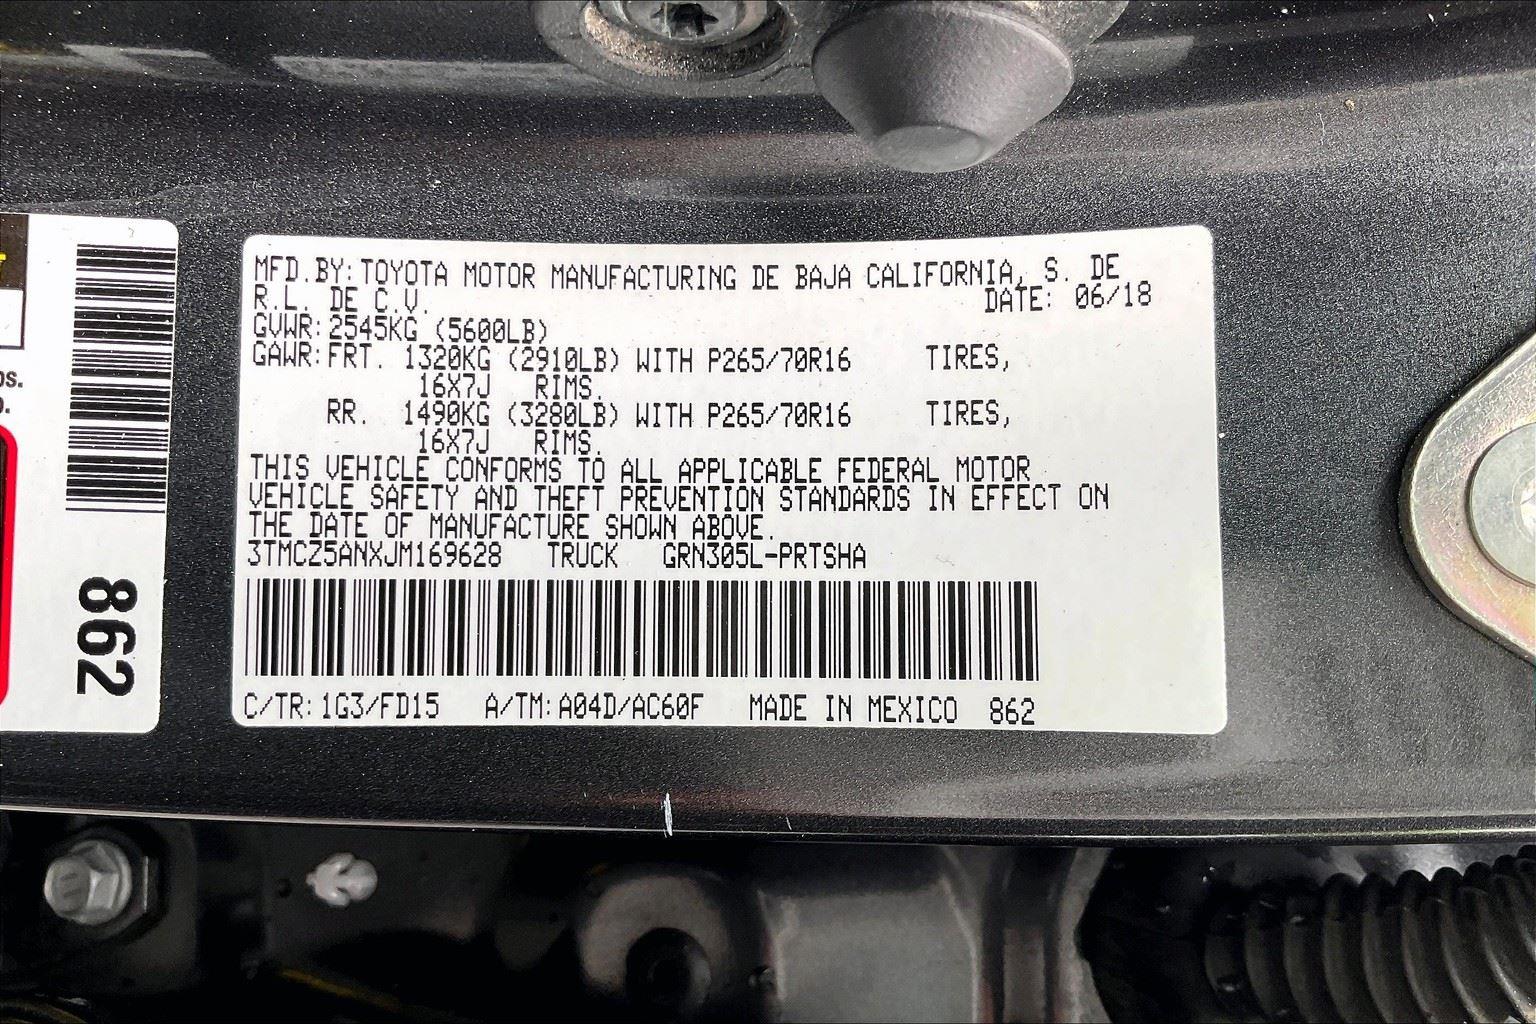 MFD.BY:TOYOTA MOTOR MANUFACTURING DE BAJA CALIFORNIA, S. DE
R.L. DE C.V. DATE: 06/18
GVWR:2545KG (5600LB)
GAWR:FRT. 1320KG (2910LB) WITH P265/70R16 TIRES,
16X7J RIMS.
RR. 1490KG (3280LB) WITH P265/70R16 TIRES,
16X7J RIMS.
THIS VEHICLE CONFORMS TO ALL APPLICABLE FEDERAL MOTOR
VEHICLE SAFETY AND THEFT PREVENTION STANDARDS IN EFFECT ON
THE DATE OF MANUFACTURE SHOWN ABOVE.
3TMCZ5ANXJM169628 TRUCK GRN305L-PRTSHA
C/TR:1G3/FD15 A/TM:A04D/AC60F MADE IN MEXICO 862
862